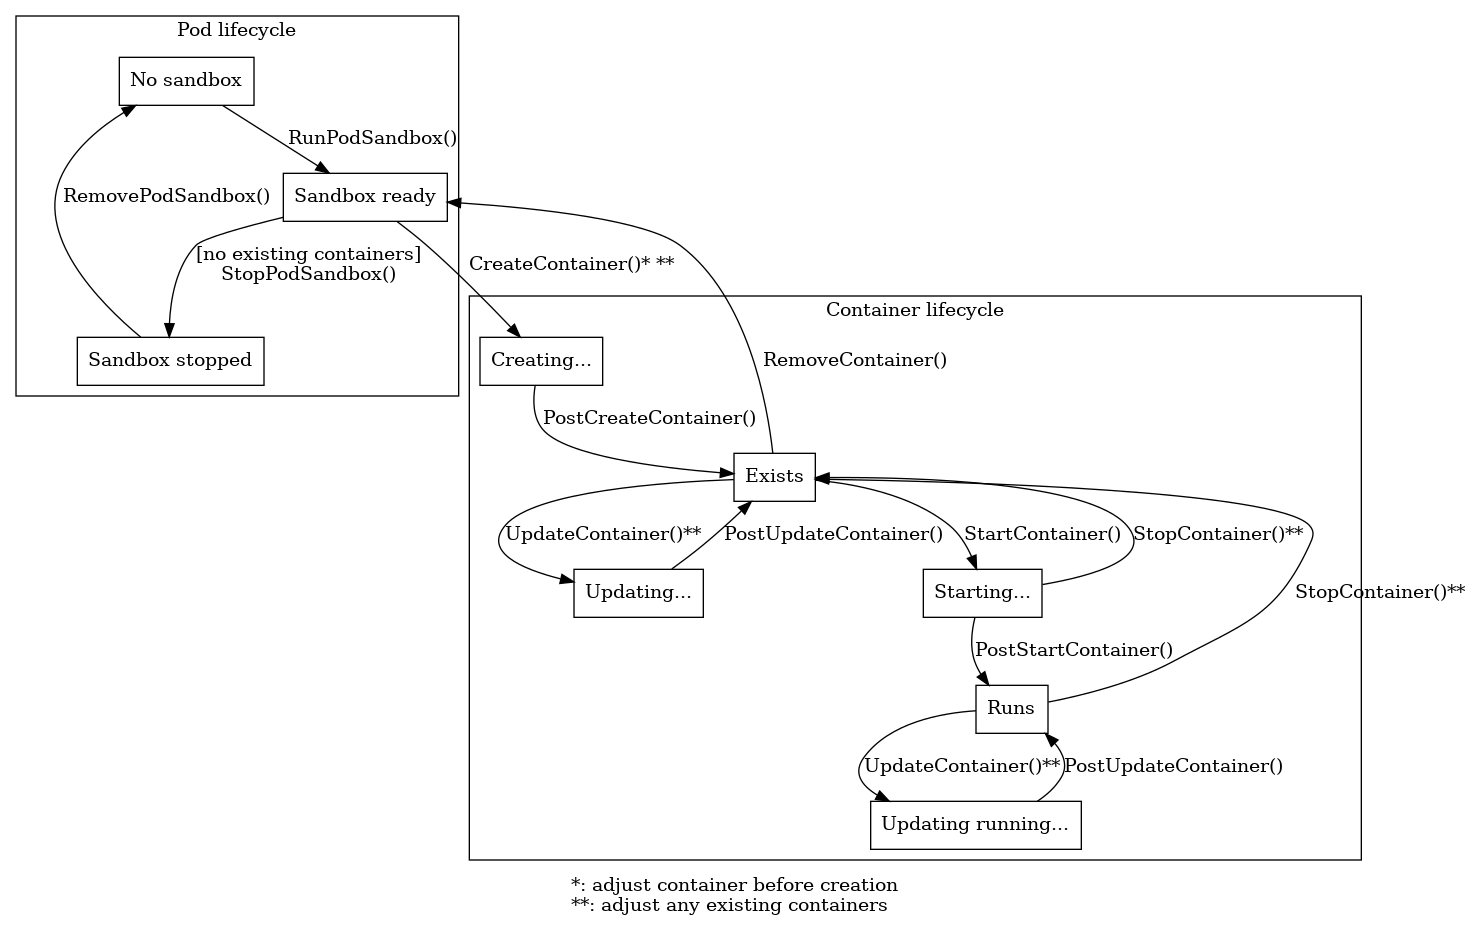 Pod lifecycle
No sandbox
RunPodSandbox()
RemovePodSandbox()
Sandbox ready
[no existing containers]
StopPodSandbox()
CreateContainer()* **
Sandbox stopped
Container lifecycle
Creating...
RemoveContainer()
PostCreateContainer()
Exists
UpdateContainer()**
PostUpdateContainer()
StartContainer()
StopContainer()**
Updating...
Starting...
StopContainer()**
PostStartContainer()
Runs
UpdateContainer()**
PostUpdateContainer()
Updating running...
*: adjust container before creation
**: adjust any existing containers